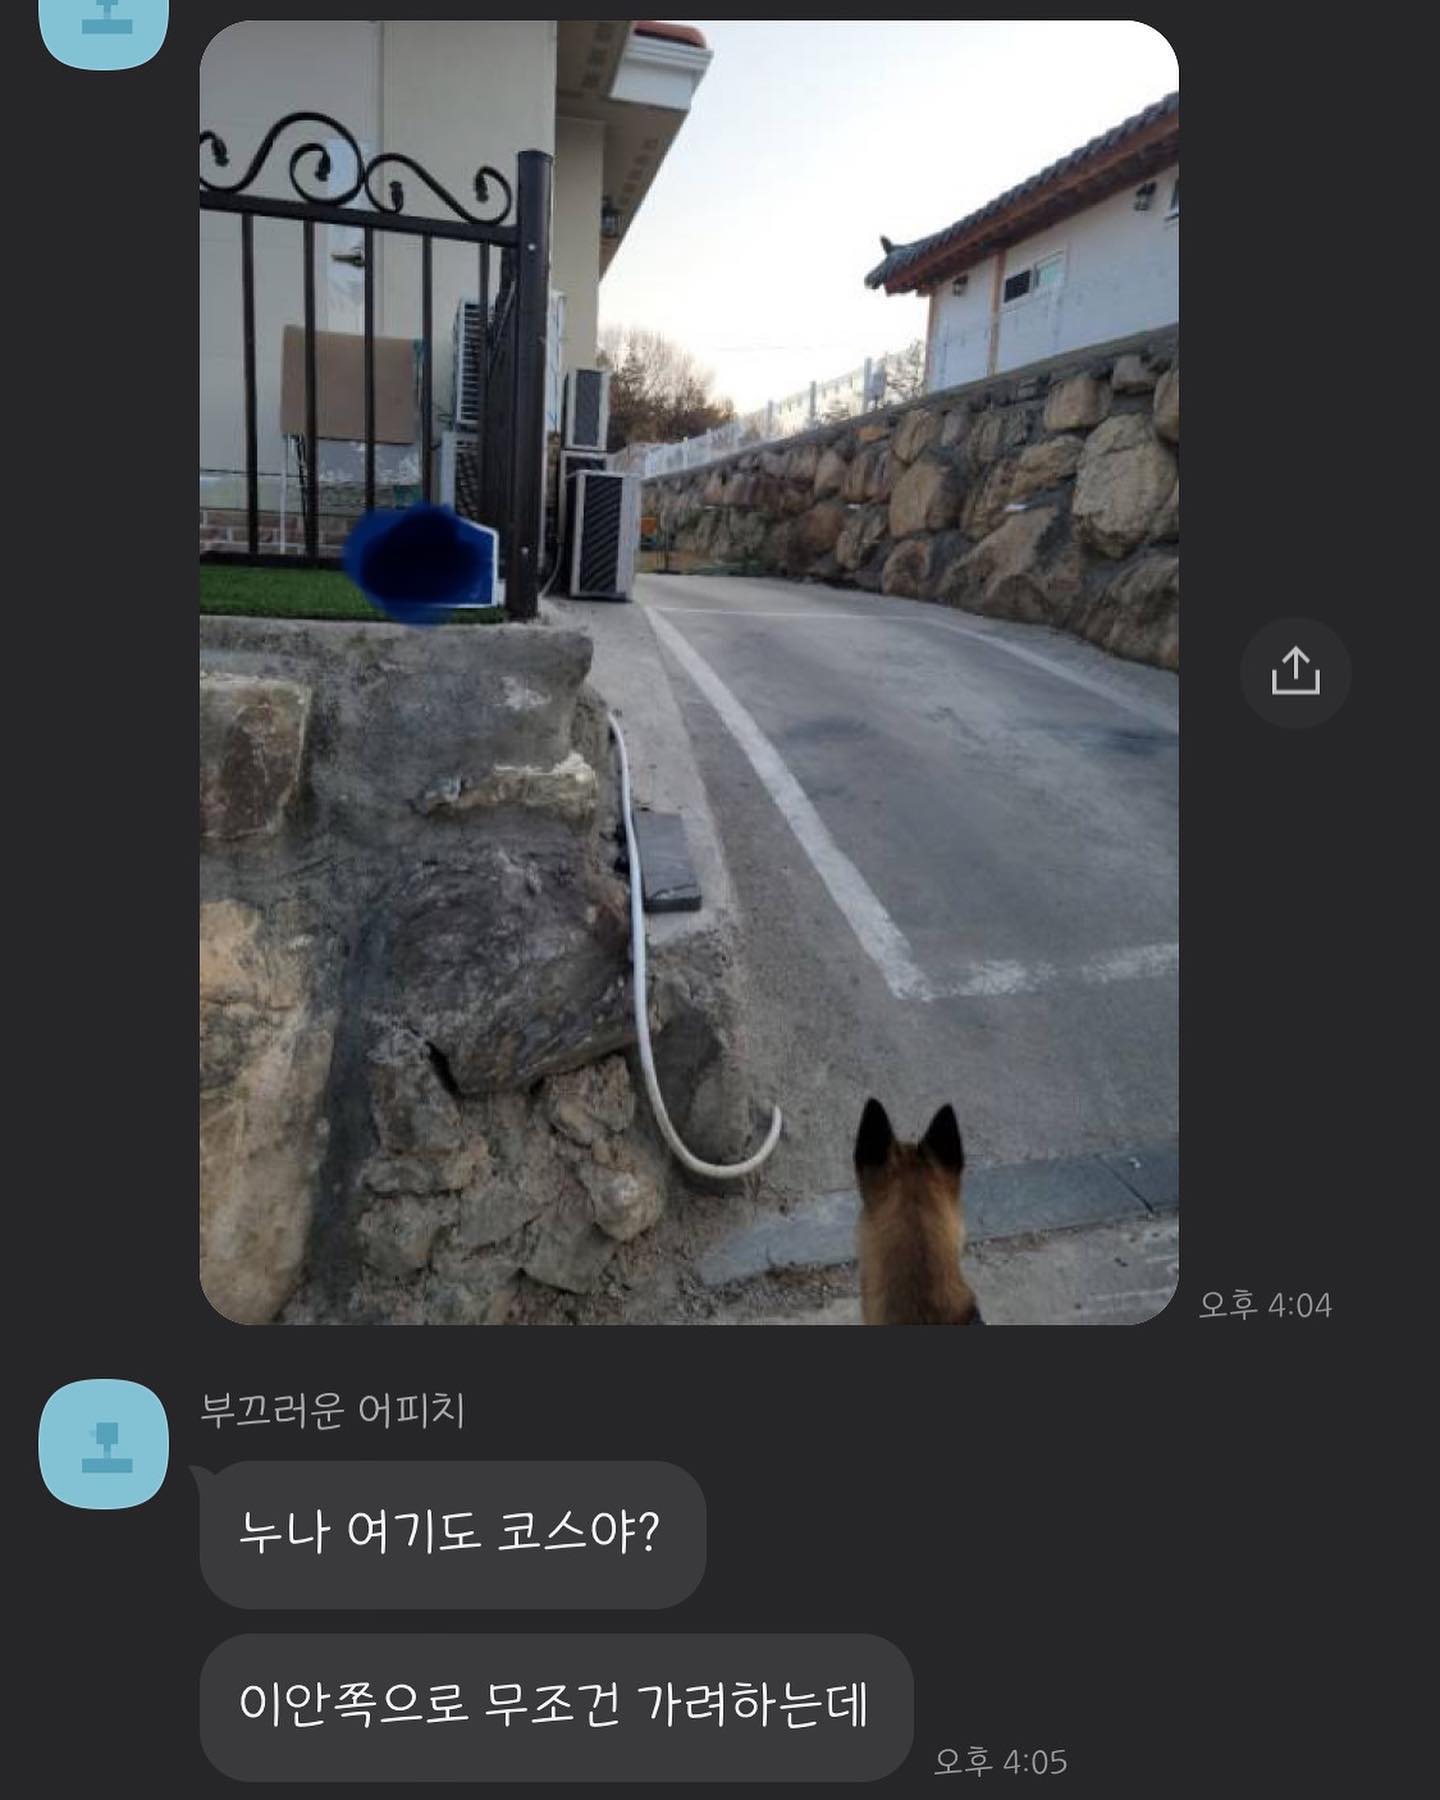 오후 4:04
부끄러운 어피치
누나 여기도 코스야?
이안쪽으로 무조건 가려하는데
오후 4:05